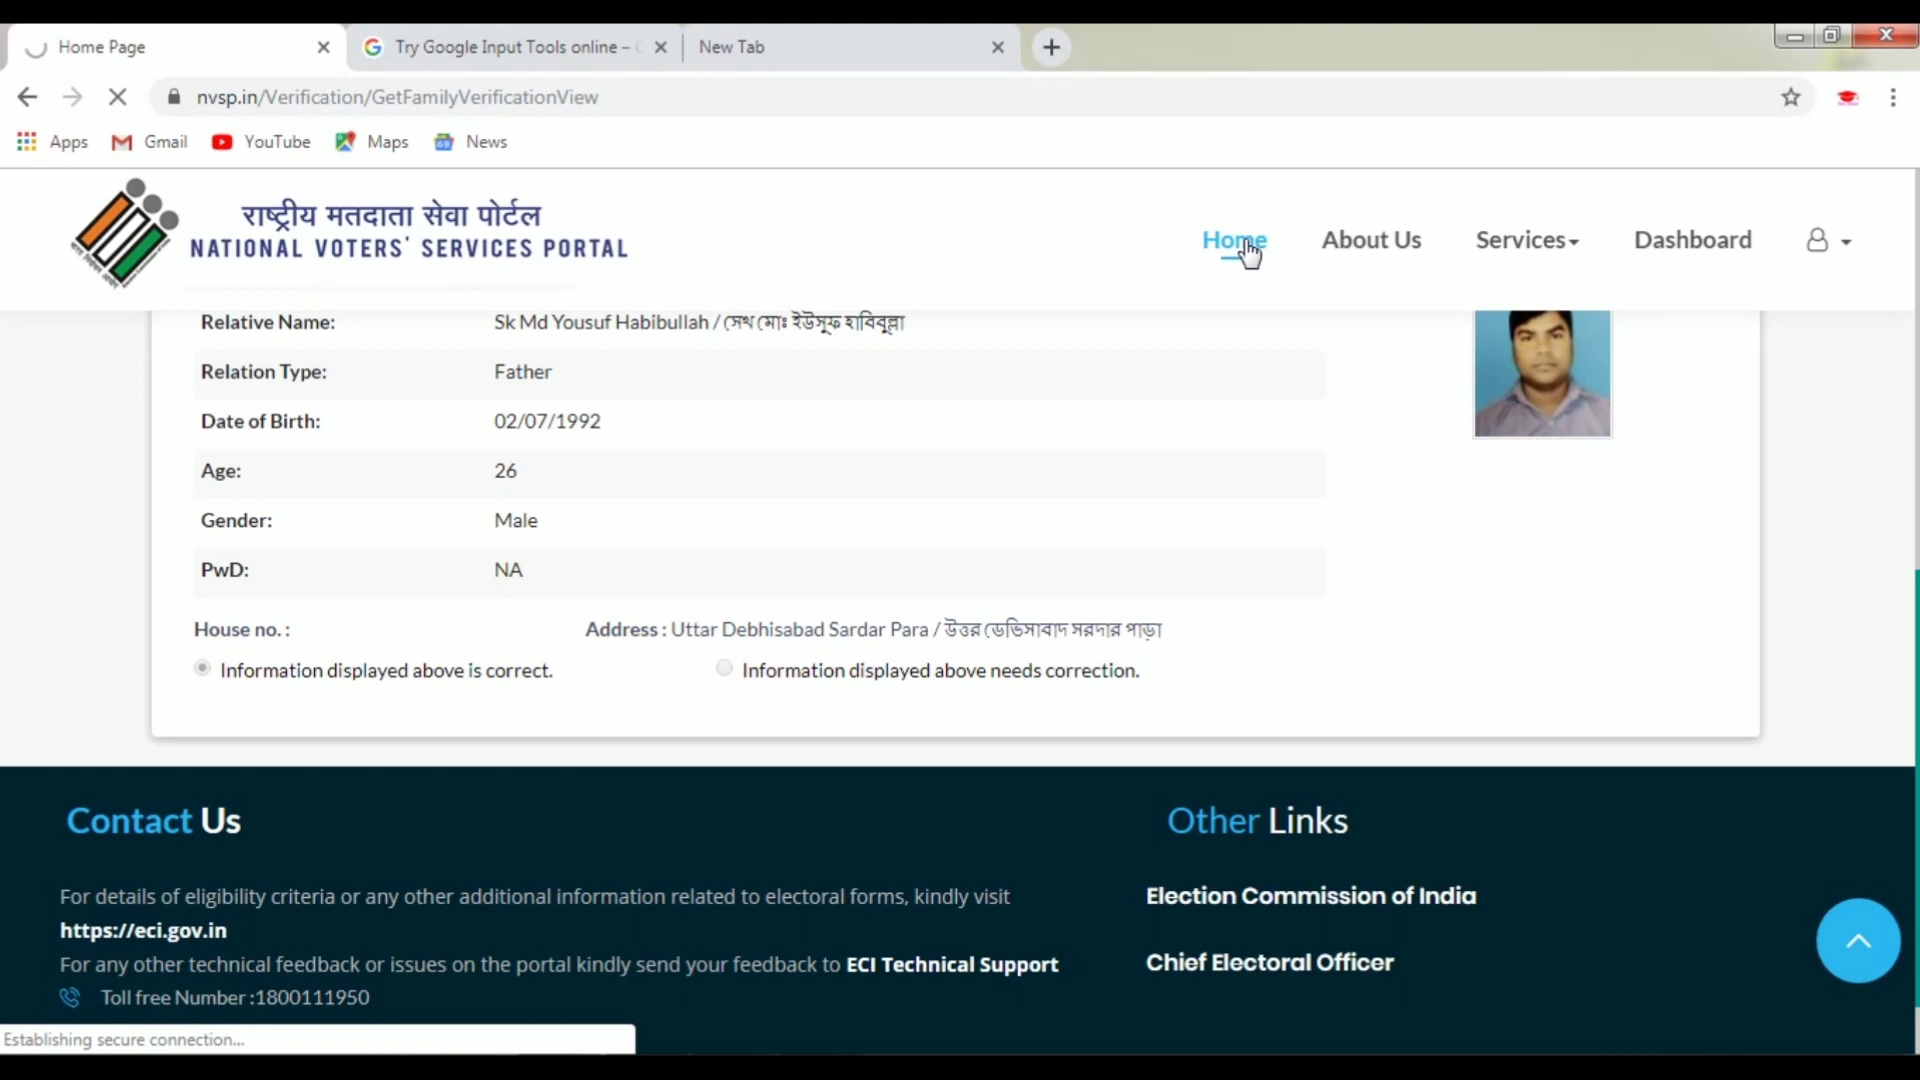 Home Page
Try Google Input Tools online –
New Tab
nvsp.in/Verification/GetFamilyVerificationView
Apps Gmail YouTube Maps News
राष्ट्रीय मतदाता सेवा पोर्टल
NATIONAL VOTERS' SERVICES PORTAL
Home About Us Services Dashboard
Relative Name: Sk Md Yousuf Habibullah / সেখ মোঃ ইউসুফ হাবিবুল্লা
Relation Type: Father
Date of Birth: 02/07/1992
Age: 26
Gender: Male
PwD: NA
House no. : Address : Uttar Debhisabad Sardar Para / উত্তর ডেভিসাবাদ সরদার পাড়া
Information displayed above is correct. Information displayed above needs correction.
Contact Us
For details of eligibility criteria or any other additional information related to electoral forms, kindly visit
https://eci.gov.in
For any other technical feedback or issues on the portal kindly send your feedback to ECI Technical Support
Toll free Number :1800111950
Other Links
Election Commission of India
Chief Electoral Officer
Establishing secure connection...